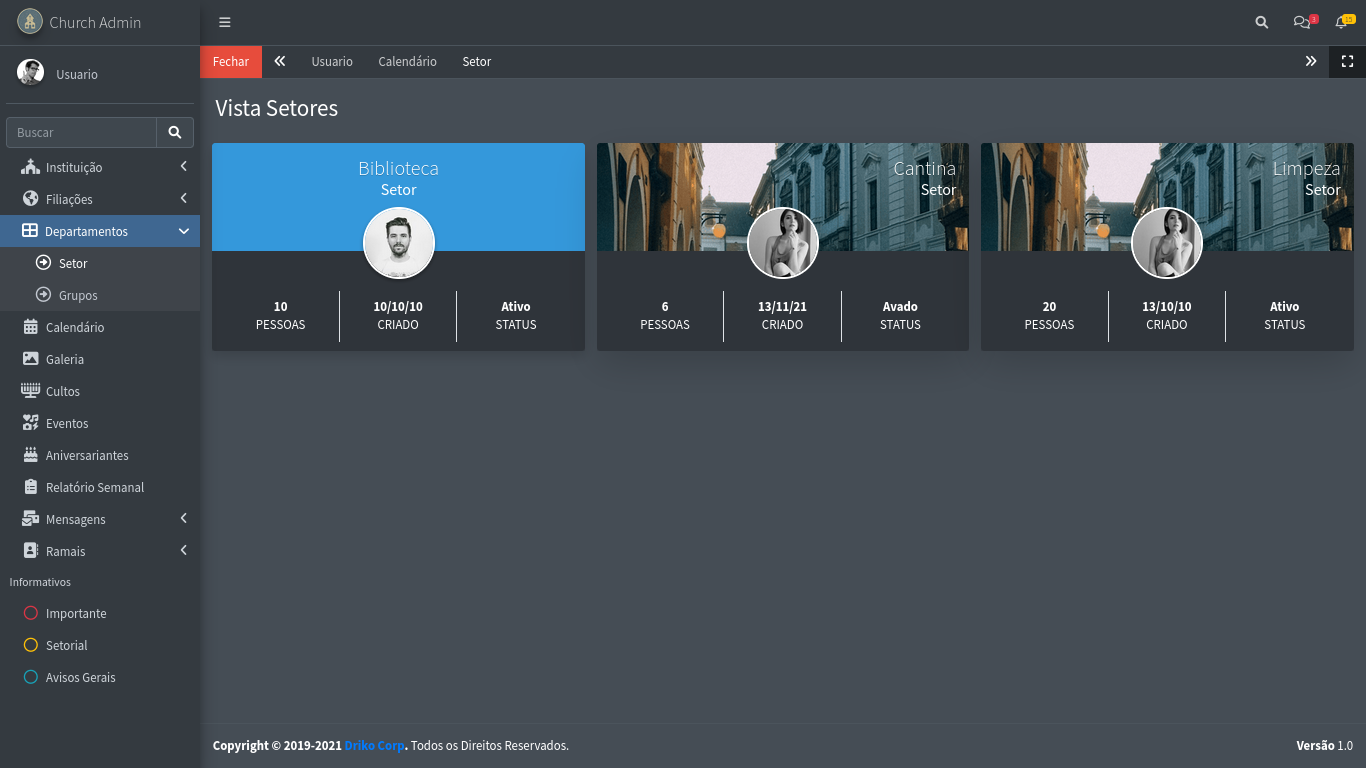 Church Admin
3
15
Usuario
Fechar
Usuario
Calendário
Setor
Buscar
Instituição
Filiações
Departamentos
Setor
Grupos
Calendário
Galeria
Cultos
Eventos
Aniversariantes
Relatório Semanal
Mensagens
Ramais
Informativos
Importante
Setorial
Avisos Gerais
Vista Setores
Biblioteca
Setor
10
PESSOAS
10/10/10
CRIADO
Ativo
STATUS
Cantina
Setor
6
PESSOAS
13/11/21
CRIADO
Avado
STATUS
Limpeza
Setor
20
PESSOAS
13/10/10
CRIADO
Ativo
STATUS
Copyright © 2019-2021 Driko Corp. Todos os Direitos Reservados.
Versão 1.0